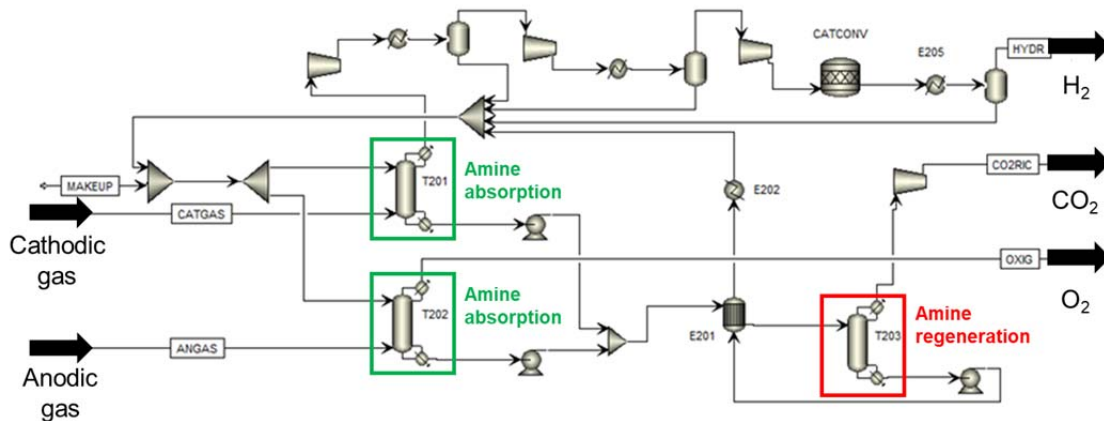 CATCONV
E205
HYDR
H2
Amine
absorption
T201
E202
CO2RIC
CO2
MAKEUP
CATGAS
Cathodic
gas
OXIG
O2
Amine
absorption
T202
E201
Amine
regeneration
T203
ANGAS
Anodic
gas